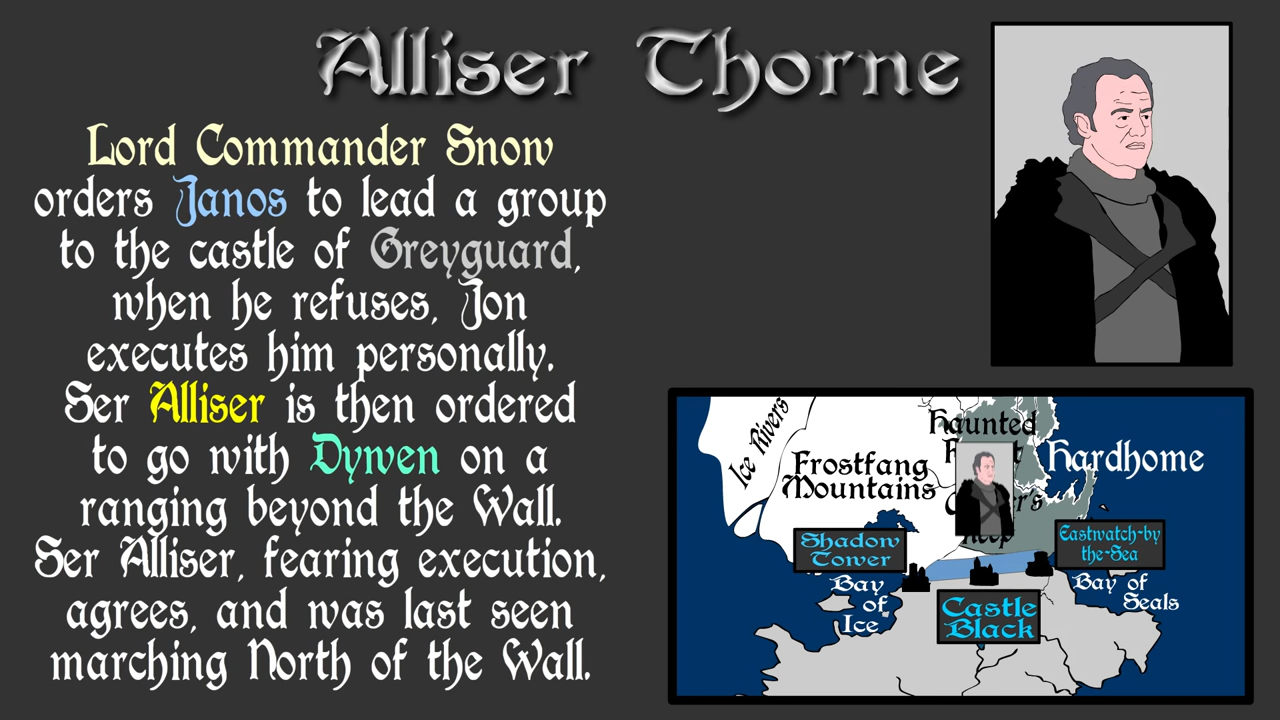 Alliser Thorne
Lord Commander Snow
orders Janos to lead a group
to the castle of Greyguard,
when he refuses, Jon
executes him personally.
Ser Alliser is then ordered
to go with Dywen on a
ranging beyond the Wall.
Ser Alliser, fearing execution,
agrees, and was last seen
marching North of the Wall.
Ice Rivers
Haunted
Frostfang
Mountains
Hardhome
Shadow
Tower
Eastwatch-by
the-Sea
Bay
of
Ice
Castle
Black
Bay of
Seals